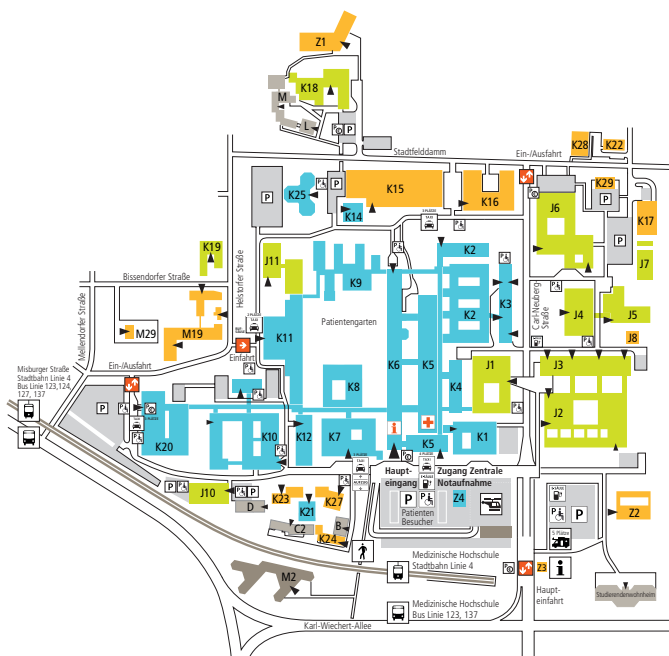 Z1
K18
M
L
P
Stadtfelddamm
Ein-/Ausfahrt
K28
K22
K25
P
K15
K14
K16
K29
P
K17
J6
P
J7
K19
J11
K2
K9
K3
Bissendorfer Straße
Mellendorfer Straße
Helstorfer Straße
Patientengarten
Carl-Neuberg-Straße
K2
J4
J5
J8
M29
M19
K11
K6
K5
Einfahrt
Ein-/Ausfahrt
Misburger Straße
Stadtbahn Linie 4
Bus Linie 123,124,
127, 137
P
K8
K4
J1
J3
J2
K20
K10
K12
K7
K5
K1
Haupt-
eingang
Zugang Zentrale
Notaufnahme
P
J10
P
D
K23
K21
K27
P
Patienten
Besucher
Z4
P
Z2
C2
B
K24
5 Plätze
M2
Medizinische Hochschule
Stadtbahn Linie 4
Z3
Haupt-
einfahrt
Studierendenwohnheim
Medizinische Hochschule
Bus Linie 123, 137
Karl-Wiechert-Allee